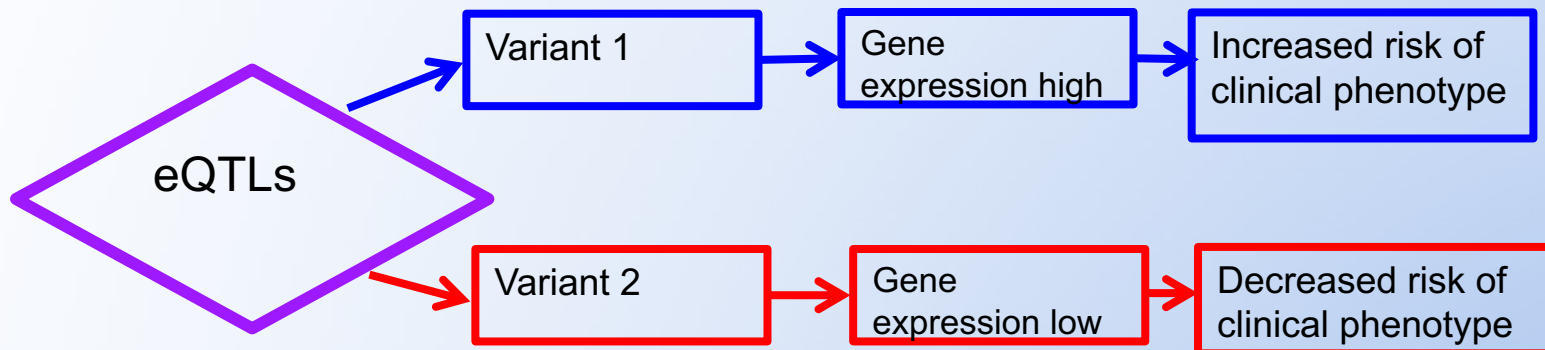 eQTLs
Variant 1
Gene
expression high
Increased risk of
clinical phenotype
Variant 2
Gene
expression low
Decreased risk of
clinical phenotype